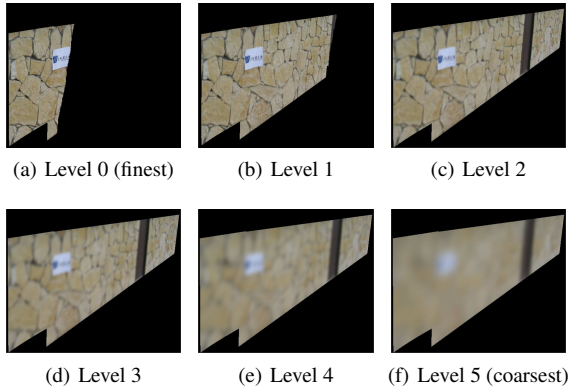 (a) Level 0 (finest)
(b) Level 1
(c) Level 2
(d) Level 3
(e) Level 4
(f) Level 5 (coarsest)